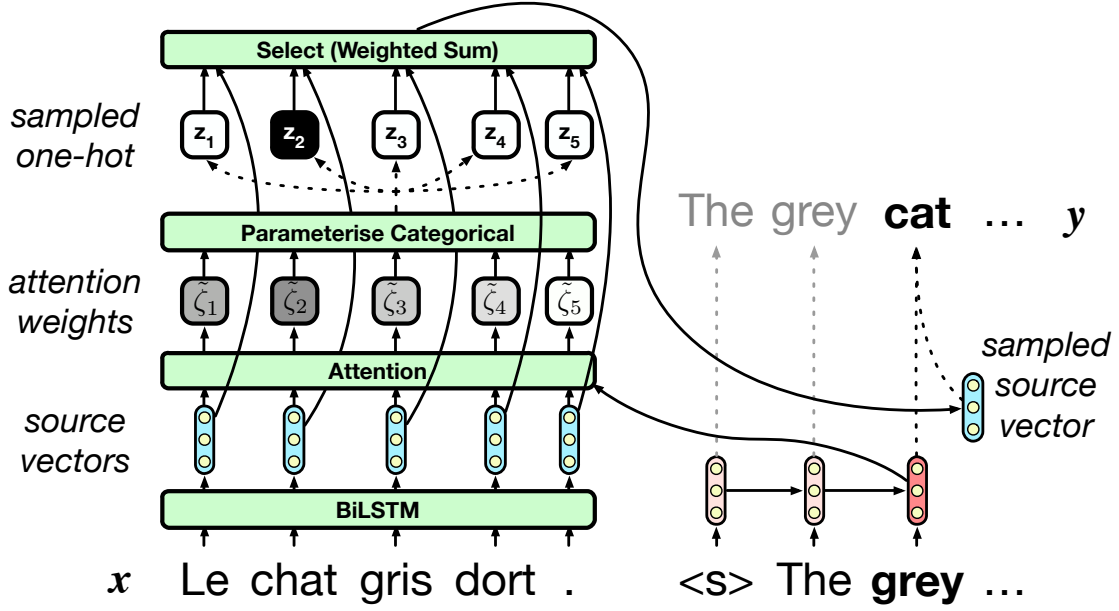 Select (Weighted Sum)
sampled
one-hot
z1 z2 z3 z4 z5
The grey cat ... y
Parameterise Categorical
attention
weights
ζ̃1 ζ̃2 ζ̃3 ζ̃4 ζ̃5
sampled
source
vector
Attention
source
vectors
BiLSTM
x Le chat gris dort .
<s> The grey ...